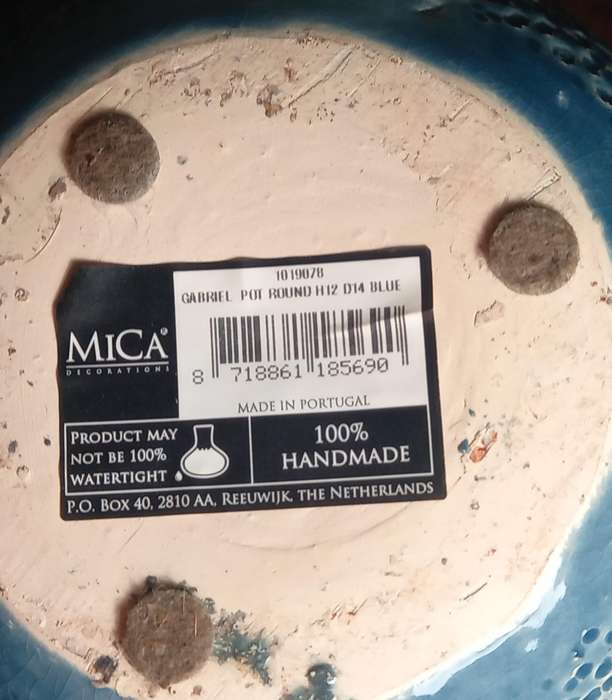 1019078
GABRIEL POT ROUND H12 D14 BLUE
MICA®
DECORATIONS
8 718861 185690
MADE IN PORTUGAL
PRODUCT MAY
NOT BE 100%
WATERTIGHT
100%
HANDMADE
P.O. BOX 40, 2810 AA, REEUWIJK, THE NETHERLANDS